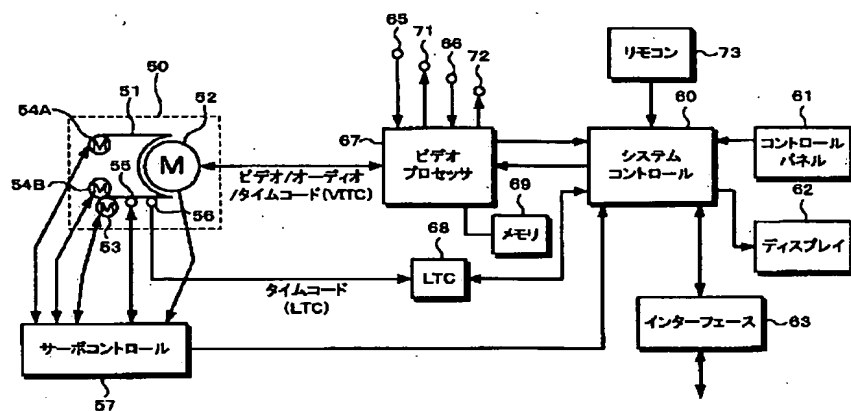 65
71
66
72
リモコン
73
50
51
52
54A
M
M
67
ビデオ
プロセッサ
60
システム
コントロール
61
コントロール
パネル
54B
M
55
ビデオ/オーディオ
/タイムコード(VITC)
56
M
53
69
メモリ
62
ディスプレイ
68
LTC
タイムコード
(LTC)
インターフェース
63
サーボコントロール
57